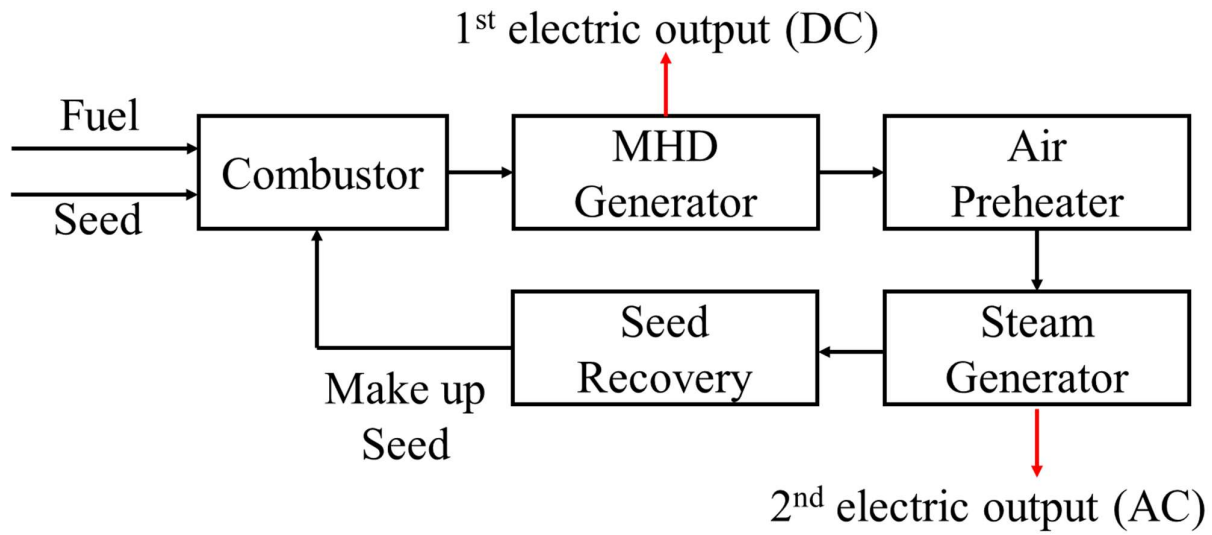 1st electric output (DC)
Fuel
Seed
Combustor
MHD
Generator
Air
Preheater
Seed
Recovery
Steam
Generator
Make up
Seed
2nd electric output (AC)